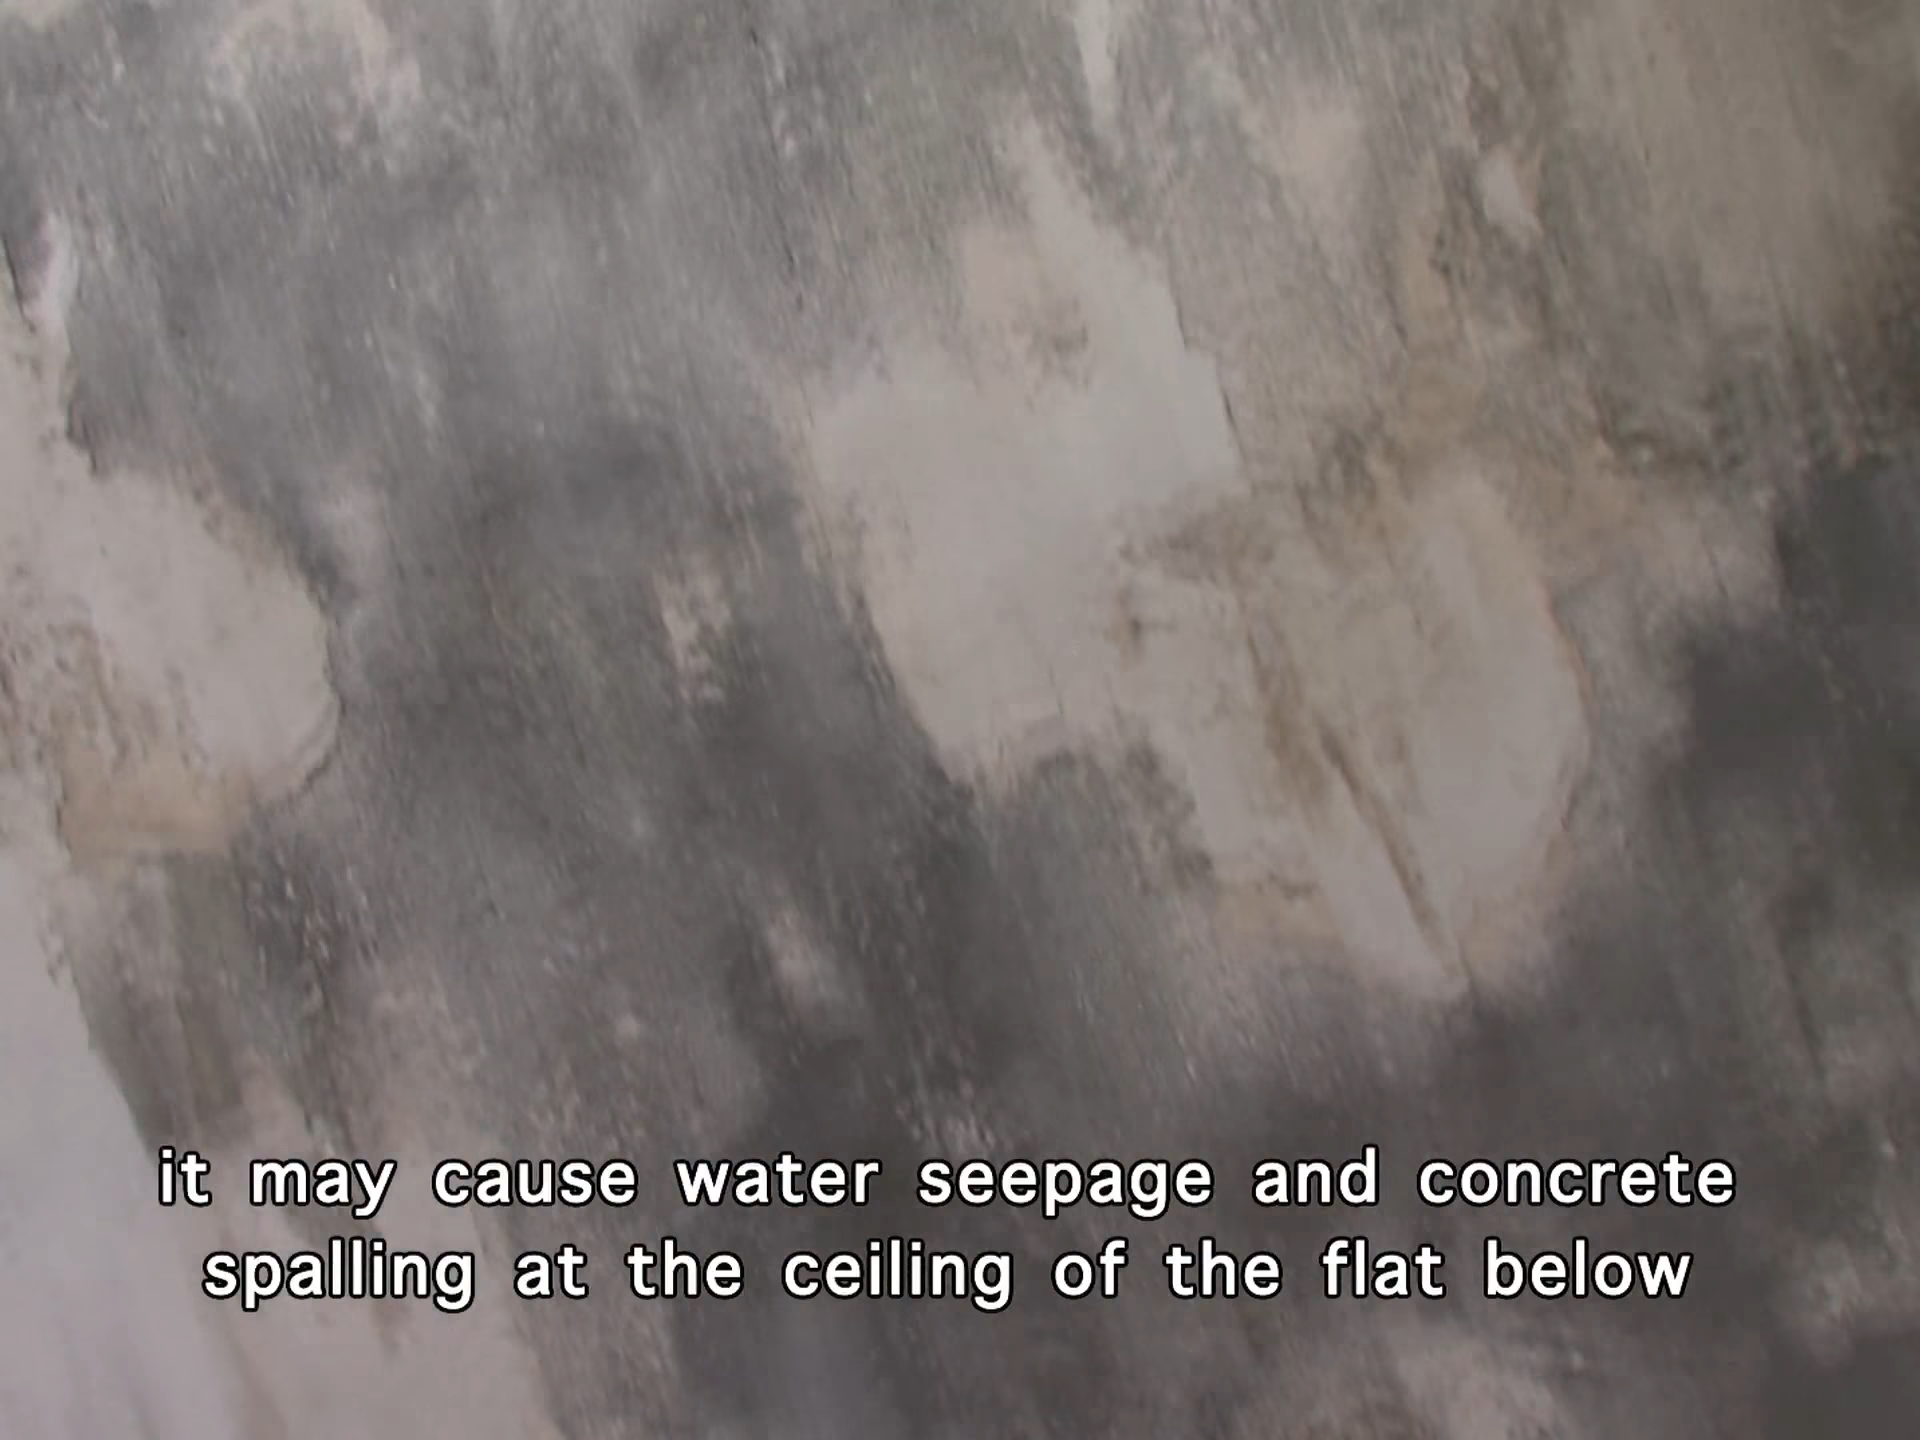 it may cause water seepage and concrete
spalling at the ceiling of the flat below